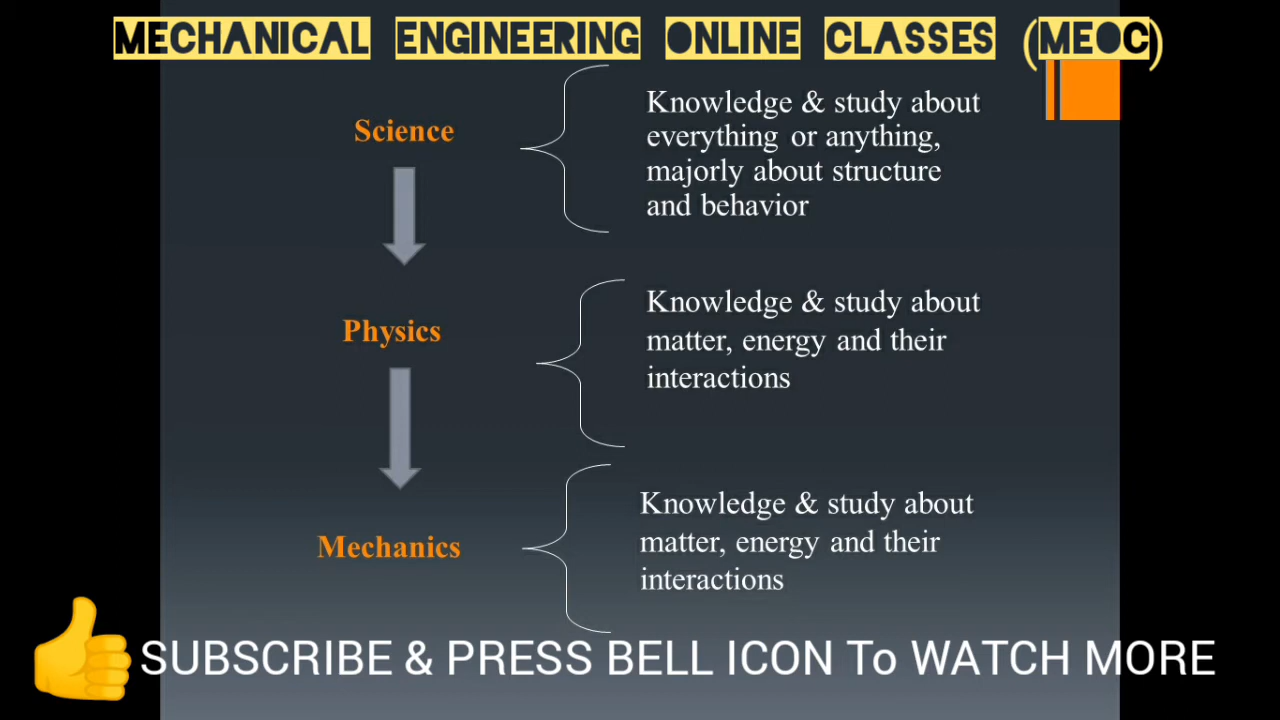 MECHANICAL ENGINEERING ONLINE CLASSES (MEOC)
Science
Knowledge & study about
everything or anything,
majorly about structure
and behavior
Physics
Knowledge & study about
matter, energy and their
interactions
Mechanics
Knowledge & study about
matter, energy and their
interactions
SUBSCRIBE & PRESS BELL ICON To WATCH MORE